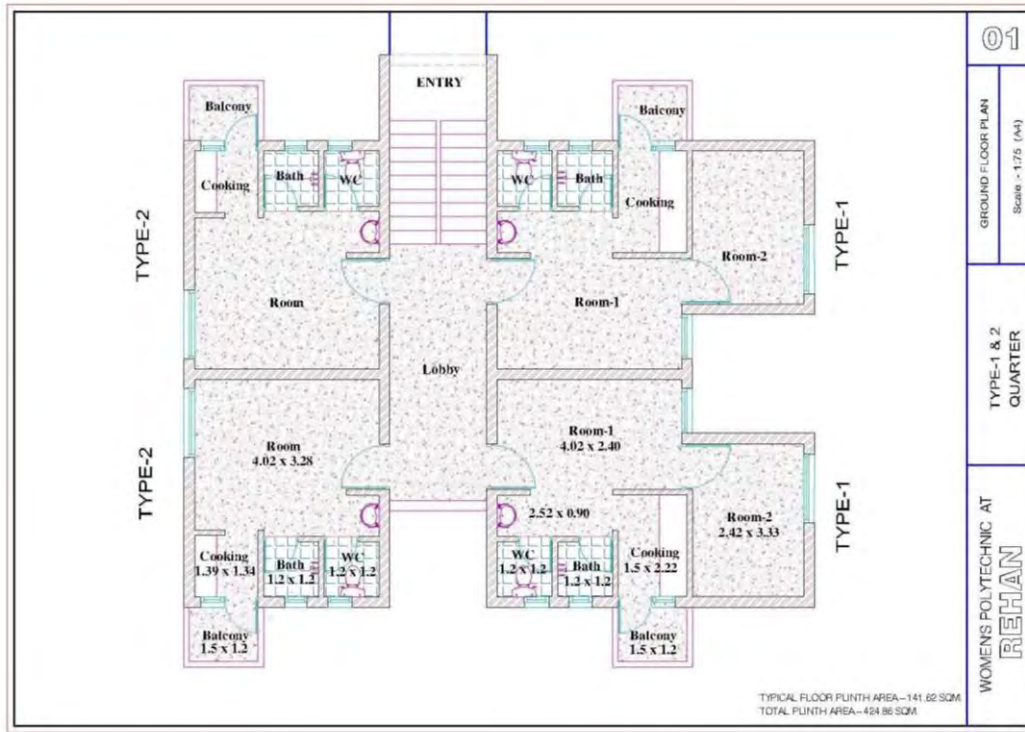 ENTRY
Balcony
Balcony
Cooking
Bath
WC
WC
Bath
Cooking
TYPE-2
TYPE-1
Room-2
Room
Room-1
Lobby
Room
4.02 x 3.28
Room-1
4.02 x 2.40
TYPE-2
TYPE-1
2.52 x 0.90
Room-2
2.42 x 3.33
Cooking
1.39 x 1.34
Bath
1.2 x 1.2
WC
1.2 x 1.2
WC
1.2 x 1.2
Bath
1.2 x 1.2
Cooking
1.5 x 2.22
Balcony
1.5 x 1.2
Balcony
1.5 x 1.2
TYPICAL FLOOR PLINTH AREA--141.62 SQM.
TOTAL PLINTH AREA--424.86 SQM.
01
GROUND FLOOR PLAN
Scale :- 1:75 (A4)
TYPE-1 & 2
QUARTER
WOMEN'S POLYTECHNIC AT
REHAN